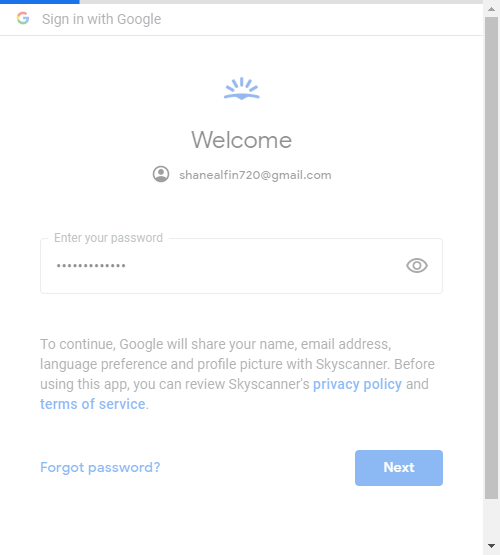 Sign in with Google
Welcome
shanealfin720@gmail.com
Enter your password
•••••••••••••
To continue, Google will share your name, email address,
language preference and profile picture with Skyscanner. Before
using this app, you can review Skyscanner's privacy policy and
terms of service.
Forgot password?
Next